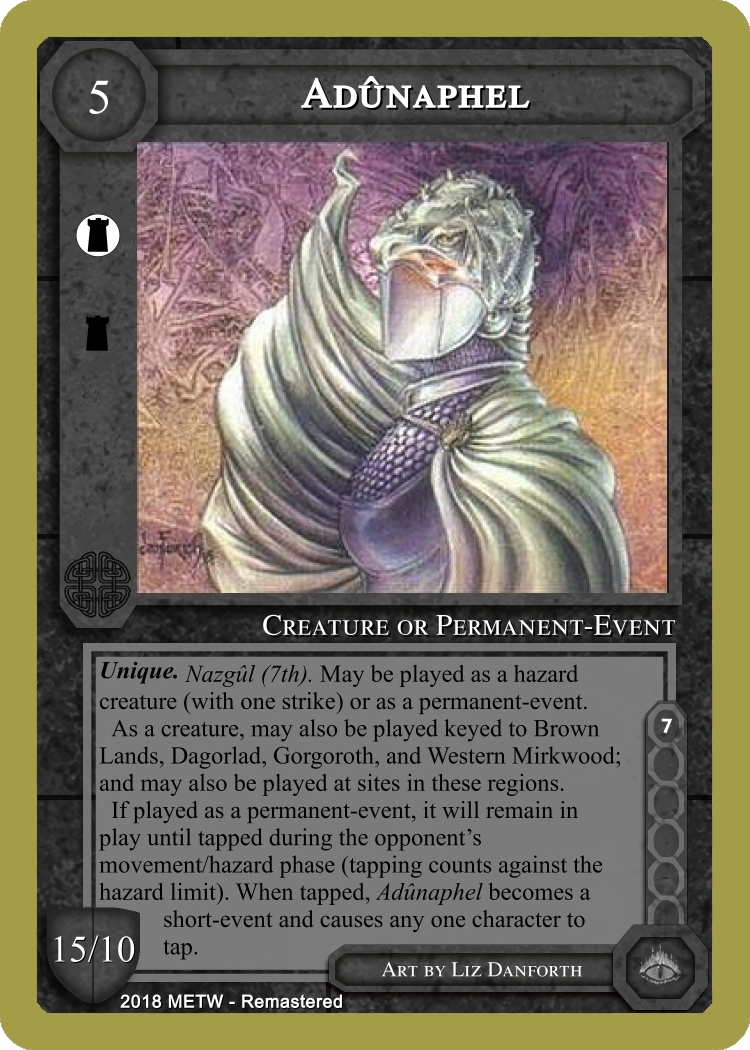 5
ADÛNAPHEL
CREATURE OR PERMANENT-EVENT
Unique. Nazgûl (7th). May be played as a hazard
creature (with one strike) or as a permanent-event.
As a creature, may also be played keyed to Brown
Lands, Dagorlad, Gorgoroth, and Western Mirkwood;
and may also be played at sites in these regions.
If played as a permanent-event, it will remain in
play until tapped during the opponent's
movement/hazard phase (tapping counts against the
hazard limit). When tapped, Adûnaphel becomes a
short-event and causes any one character to
tap.
7
15/10
ART BY LIZ DANFORTH
2018 METW - Remastered